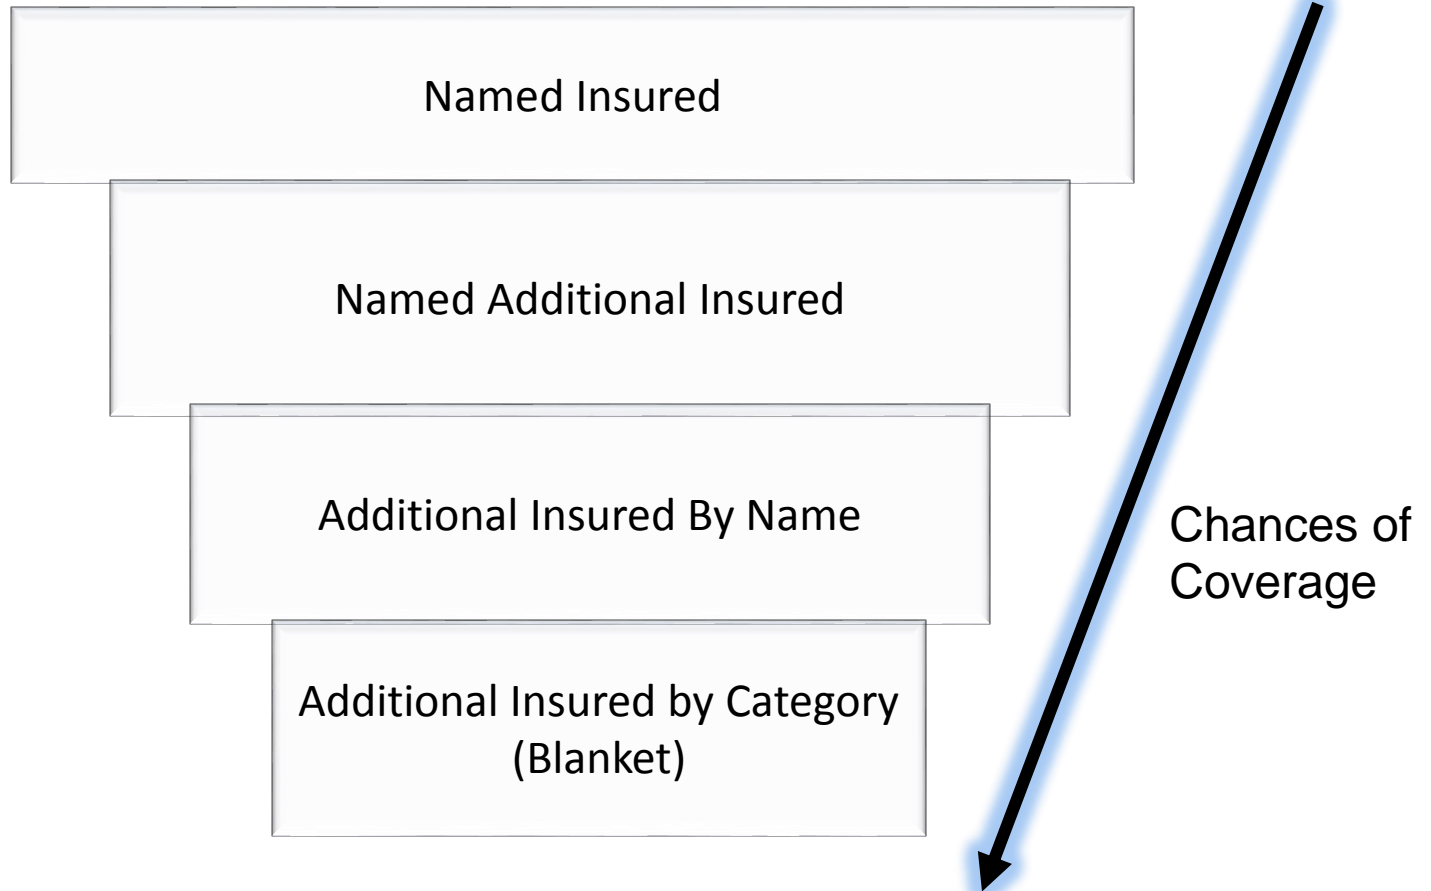 Named Insured
Named Additional Insured
Additional Insured By Name
Chances of
Coverage
Additional Insured by Category
(Blanket)